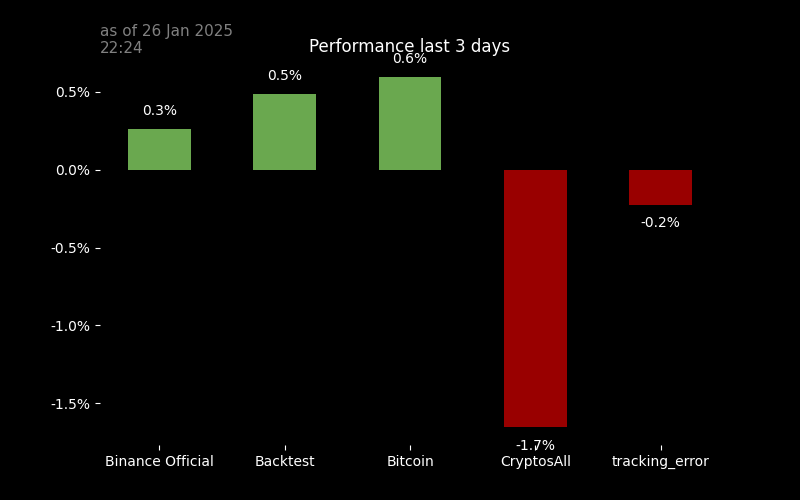 as of 26 Jan 2025
22:24
Performance last 3 days
0.6%
0.5%
0.3%
-1.7%
-0.2%
0.5%
0.0%
-0.5%
-1.0%
-1.5%
Binance Official
Backtest
Bitcoin
CryptosAll
tracking_error